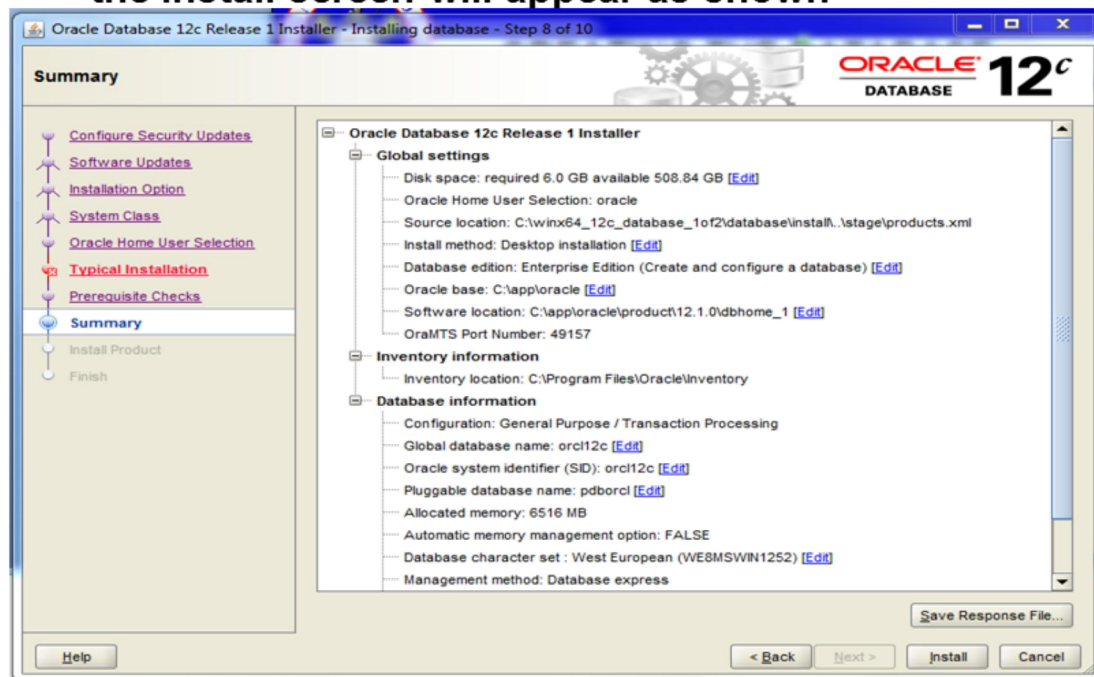 the install screen will appear as shown
Oracle Database 12c Release 1 Installer - Installing database - Step 8 of 10
Summary
ORACLE
DATABASE
12c
Configure Security Updates
Software Updates
Installation Option
System Class
Oracle Home User Selection
Typical Installation
Prerequisite Checks
Summary
Install Product
Finish
Oracle Database 12c Release 1 Installer
Global settings
Disk space: required 6.0 GB available 508.84 GB [Edit]
Oracle Home User Selection: oracle
Source location: C:\winx64_12c_database_1of2\database\install\..\stage\products.xml
Install method: Desktop installation [Edit]
Database edition: Enterprise Edition (Create and configure a database) [Edit]
Oracle base: C:\app\oracle [Edit]
Software location: C:\app\oracle\product\12.1.0\dbhome_1 [Edit]
OraMTS Port Number: 49157
Inventory information
Inventory location: C:\Program Files\Oracle\Inventory
Database information
Configuration: General Purpose / Transaction Processing
Global database name: orcl12c [Edit]
Oracle system identifier (SID): orcl12c [Edit]
Pluggable database name: pdborcl [Edit]
Allocated memory: 6516 MB
Automatic memory management option: FALSE
Database character set : West European (WE8MSWIN1252) [Edit]
Management method: Database express
Save Response File...
Help
< Back
Next >
Install
Cancel